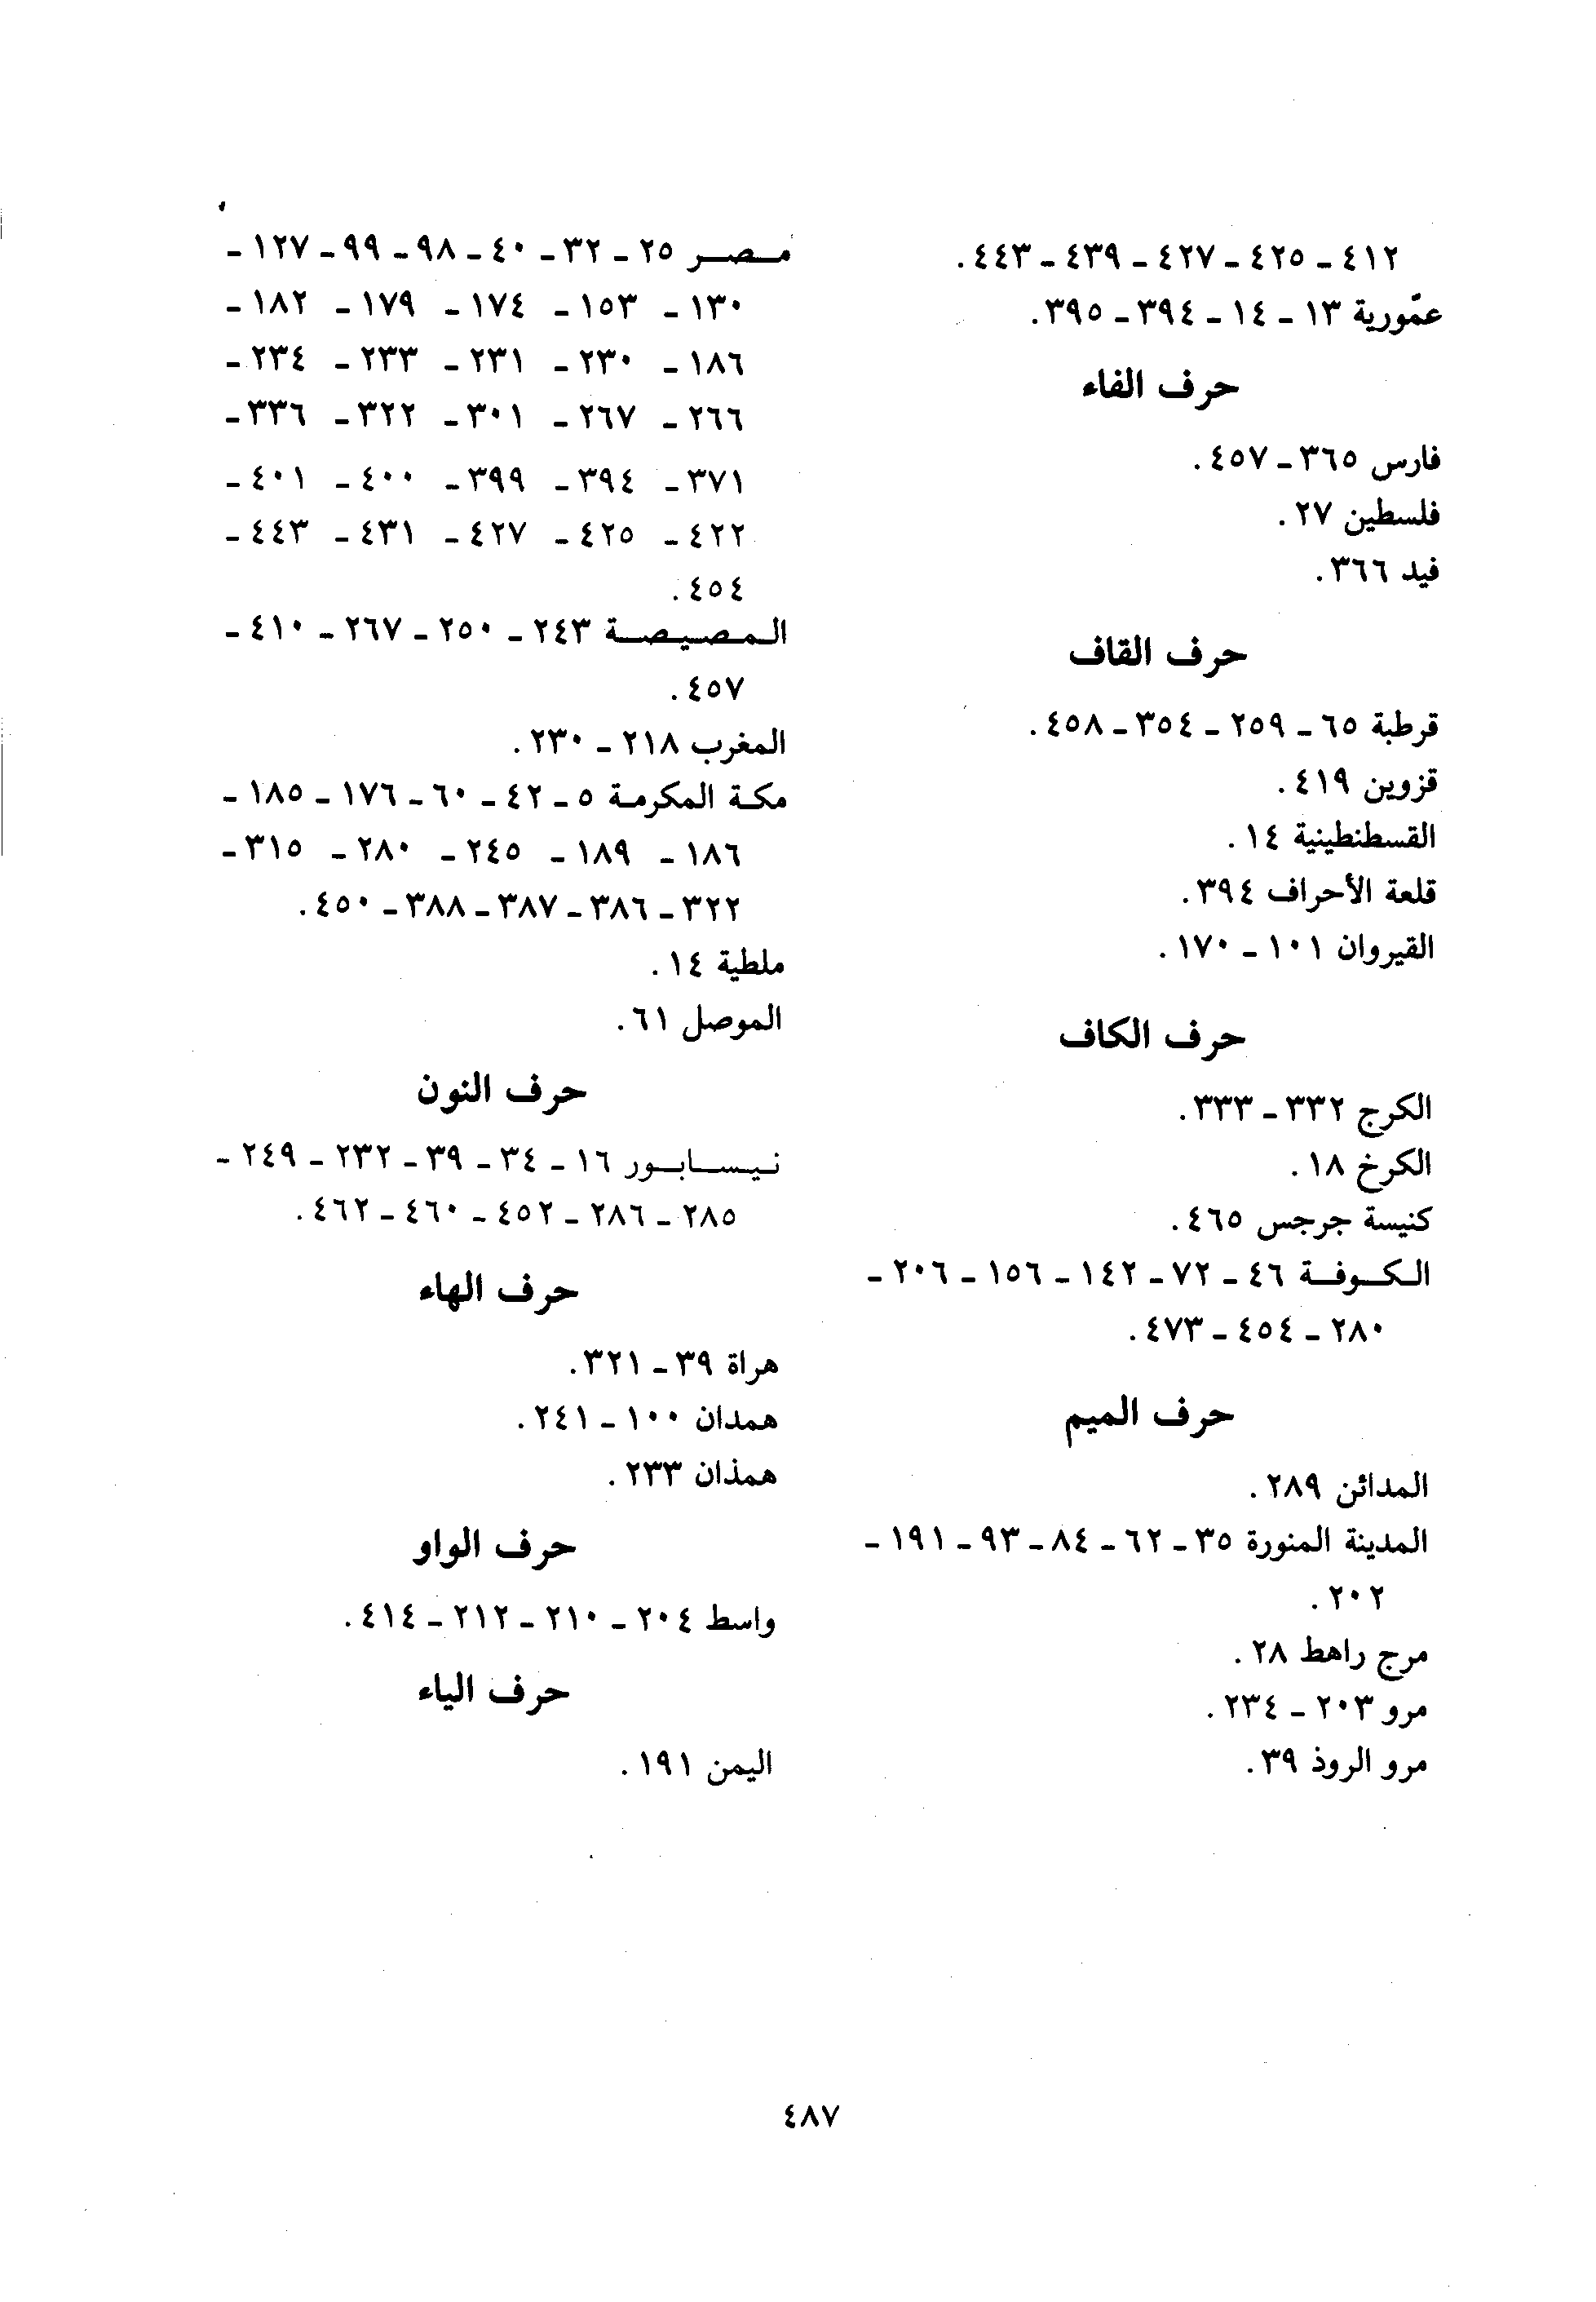 ٤١٢ - ٤٢٥ - ٤٢٧ - ٤٣٩ - ٤٤٣.
عمّورية ١٣ - ١٤ - ٣٩٤ - ٣٩٥.
حرف الفاء
فارس ٣٦٥ - ٤٥٧.
فلسطين ٢٧.
فيد ٣٦٦.
حرف القاف
قرطبة ٦٥ - ٢٥٩ - ٣٥٤ - ٤٥٨.
قزوين ٤١٩.
القسطنطينية ١٤.
قلعة الأحراف ٣٩٤.
القيروان ١٠١ - ١٧٠.
حرف الكاف
الكرج ٣٣٢ - ٣٣٣.
الكرخ ١٨.
كنيسة جرجس ٤٦٥.
الكوفة ٤٦ - ٧٢ - ١٤٢ - ١٥٦ - ٢٠٦ -
٢٨٠ - ٤٥٤ - ٤٧٣.
حرف الميم
المدائن ٢٨٩.
المدينة المنورة ٣٥ - ٦٢ - ٨٤ - ٩٣ - ١٩١ -
٢٠٢.
مرج راهط ٢٨.
مرو ٢٠٣ - ٢٣٤.
مرو الروذ ٣٩.
مصر ٢٥ - ٣٢ - ٤٠ - ٩٨ - ٩٩ - ١٢٧ -
١٣٠ - ١٥٣ - ١٧٤ - ١٧٩ - ١٨٢ -
١٨٦ - ٢٣٠ - ٢٣١ - ٢٣٣ - ٢٣٤ -
٢٦٦ - ٢٦٧ - ٣٠١ - ٣٢٢ - ٣�٦ -
٣٧١ - ٣٩٤ - ٣٩٩ - ٤٠٠ - ٤٠١ -
٤٢٢ - ٤٢٥ - ٤٢٧ - ٤٣١ - ٤٤٣ -
٤٥٤.
المصيصة ٢٤٣ - ٢٥٠ - ٢٦٧ - ٤١٠ -
٤٥٧.
المغرب ٢١٨ - ٢٣٠.
مكة المكرمة ٥ - ٤٢ - ٦٠ - ١٧٦ - ١٨٥ -
١٨٦ - ١٨٩ - ٢٤٥ - ٢٨٠ - ٣١٥ -
٣٢٢ - ٣٨٦ - ٣٨٧ - ٣٨٨ - ٤٥٠.
ملطية ١٤.
الموصل ٦١.
حرف النون
نيسابور ١٦ - ٣٤ - ٣٩ - ٢٣٢ - ٢٤٩ -
٢٨٥ - ٢٨٦ - ٤٥٢ - ٤٦٠ - ٤٦٢.
حرف الهاء
هراة ٣٩ - ٣٢١.
همدان ١٠٠ - ٢٤١.
همذان ٢٣٣.
حرف الواو
واسط ٢٠٤ - ٢١٠ - ٢١٢ - ٤١٤.
حرف الياء
اليمن ١٩١.
٤٨٧